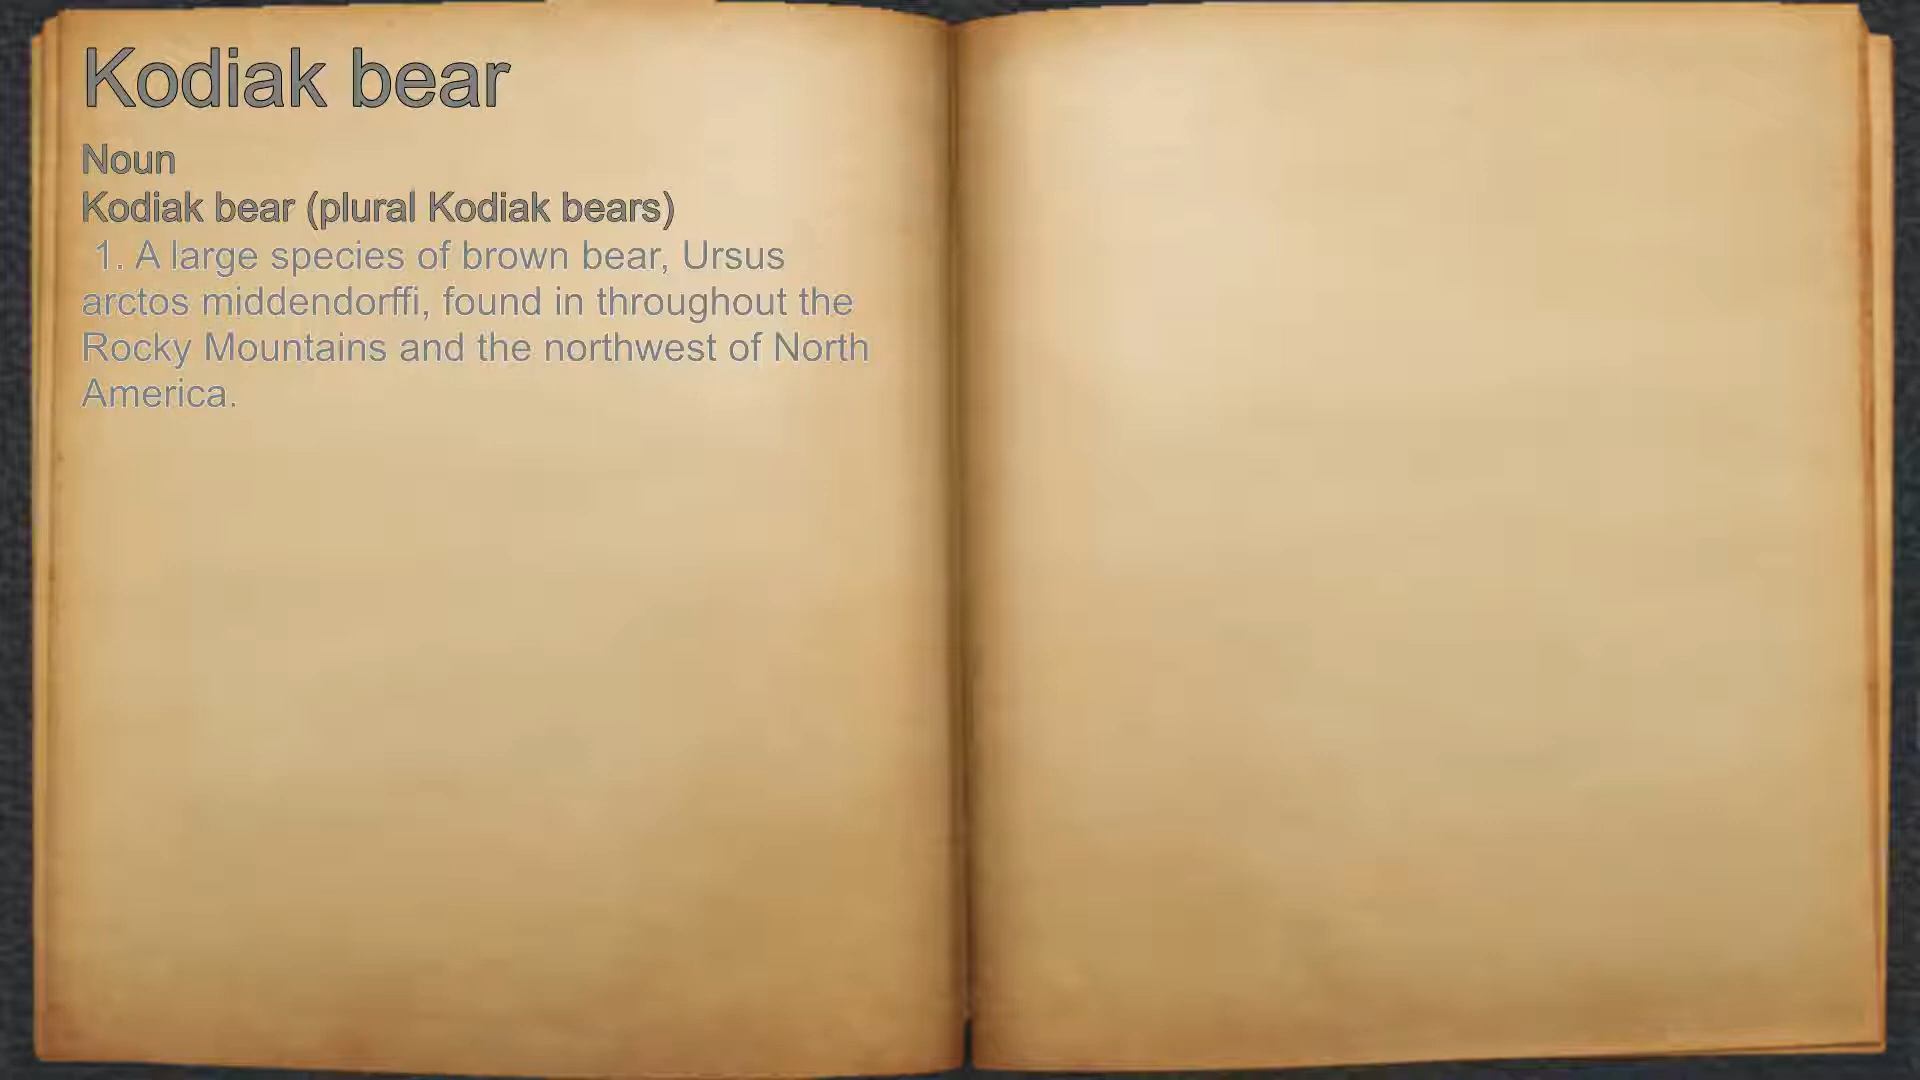 Kodiak bear
Noun
Kodiak bear (plural Kodiak bears)
1. A large species of brown bear, Ursus
arctos middendorffi, found in throughout the
Rocky Mountains and the northwest of North
America.